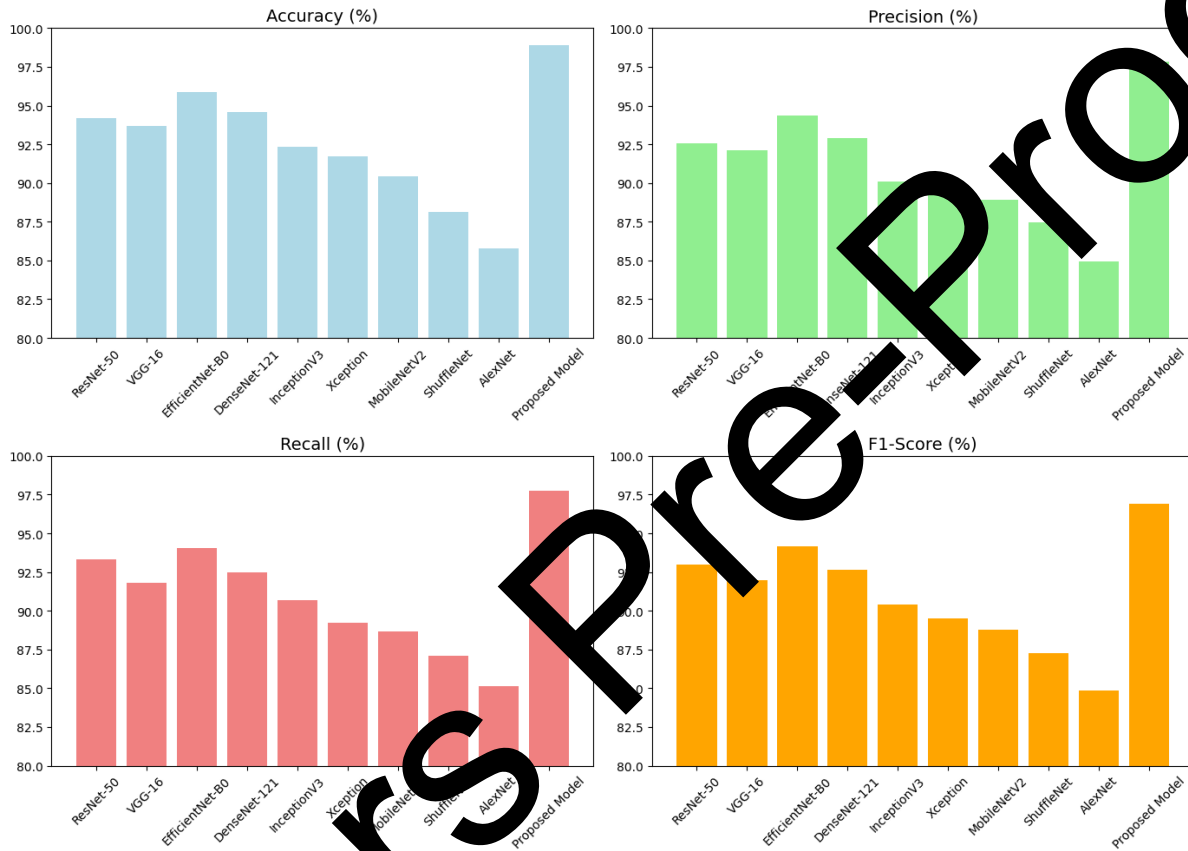 Accuracy (%)
100.0
97.5
95.0
92.5
90.0
87.5
85.0
82.5
80.0
ResNet-50
VGG-16
EfficientNet-B0
DenseNet-121
InceptionV3
Xception
MobileNetV2
ShuffleNet
AlexNet
Proposed Model
Precision (%)
100.0
97.5
95.0
92.5
90.0
87.5
85.0
82.5
80.0
ResNet-50
VGG-16
InceptionV3
MobileNetV2
ShuffleNet
AlexNet
Proposed Model
Recall (%)
100.0
97.5
95.0
92.5
90.0
87.5
85.0
82.5
80.0
ResNet-50
VGG-16
EfficientNet-B0
DenseNet-121
InceptionV3
Xception
AlexNet
Proposed Model
F1-Score (%)
100.0
97.5
87.5
82.5
80.0
ResNet-50
VGG-16
EfficientNet-B0
DenseNet-121
InceptionV3
Xception
MobileNetV2
ShuffleNet
AlexNet
Proposed Model
rs Pre-Proo